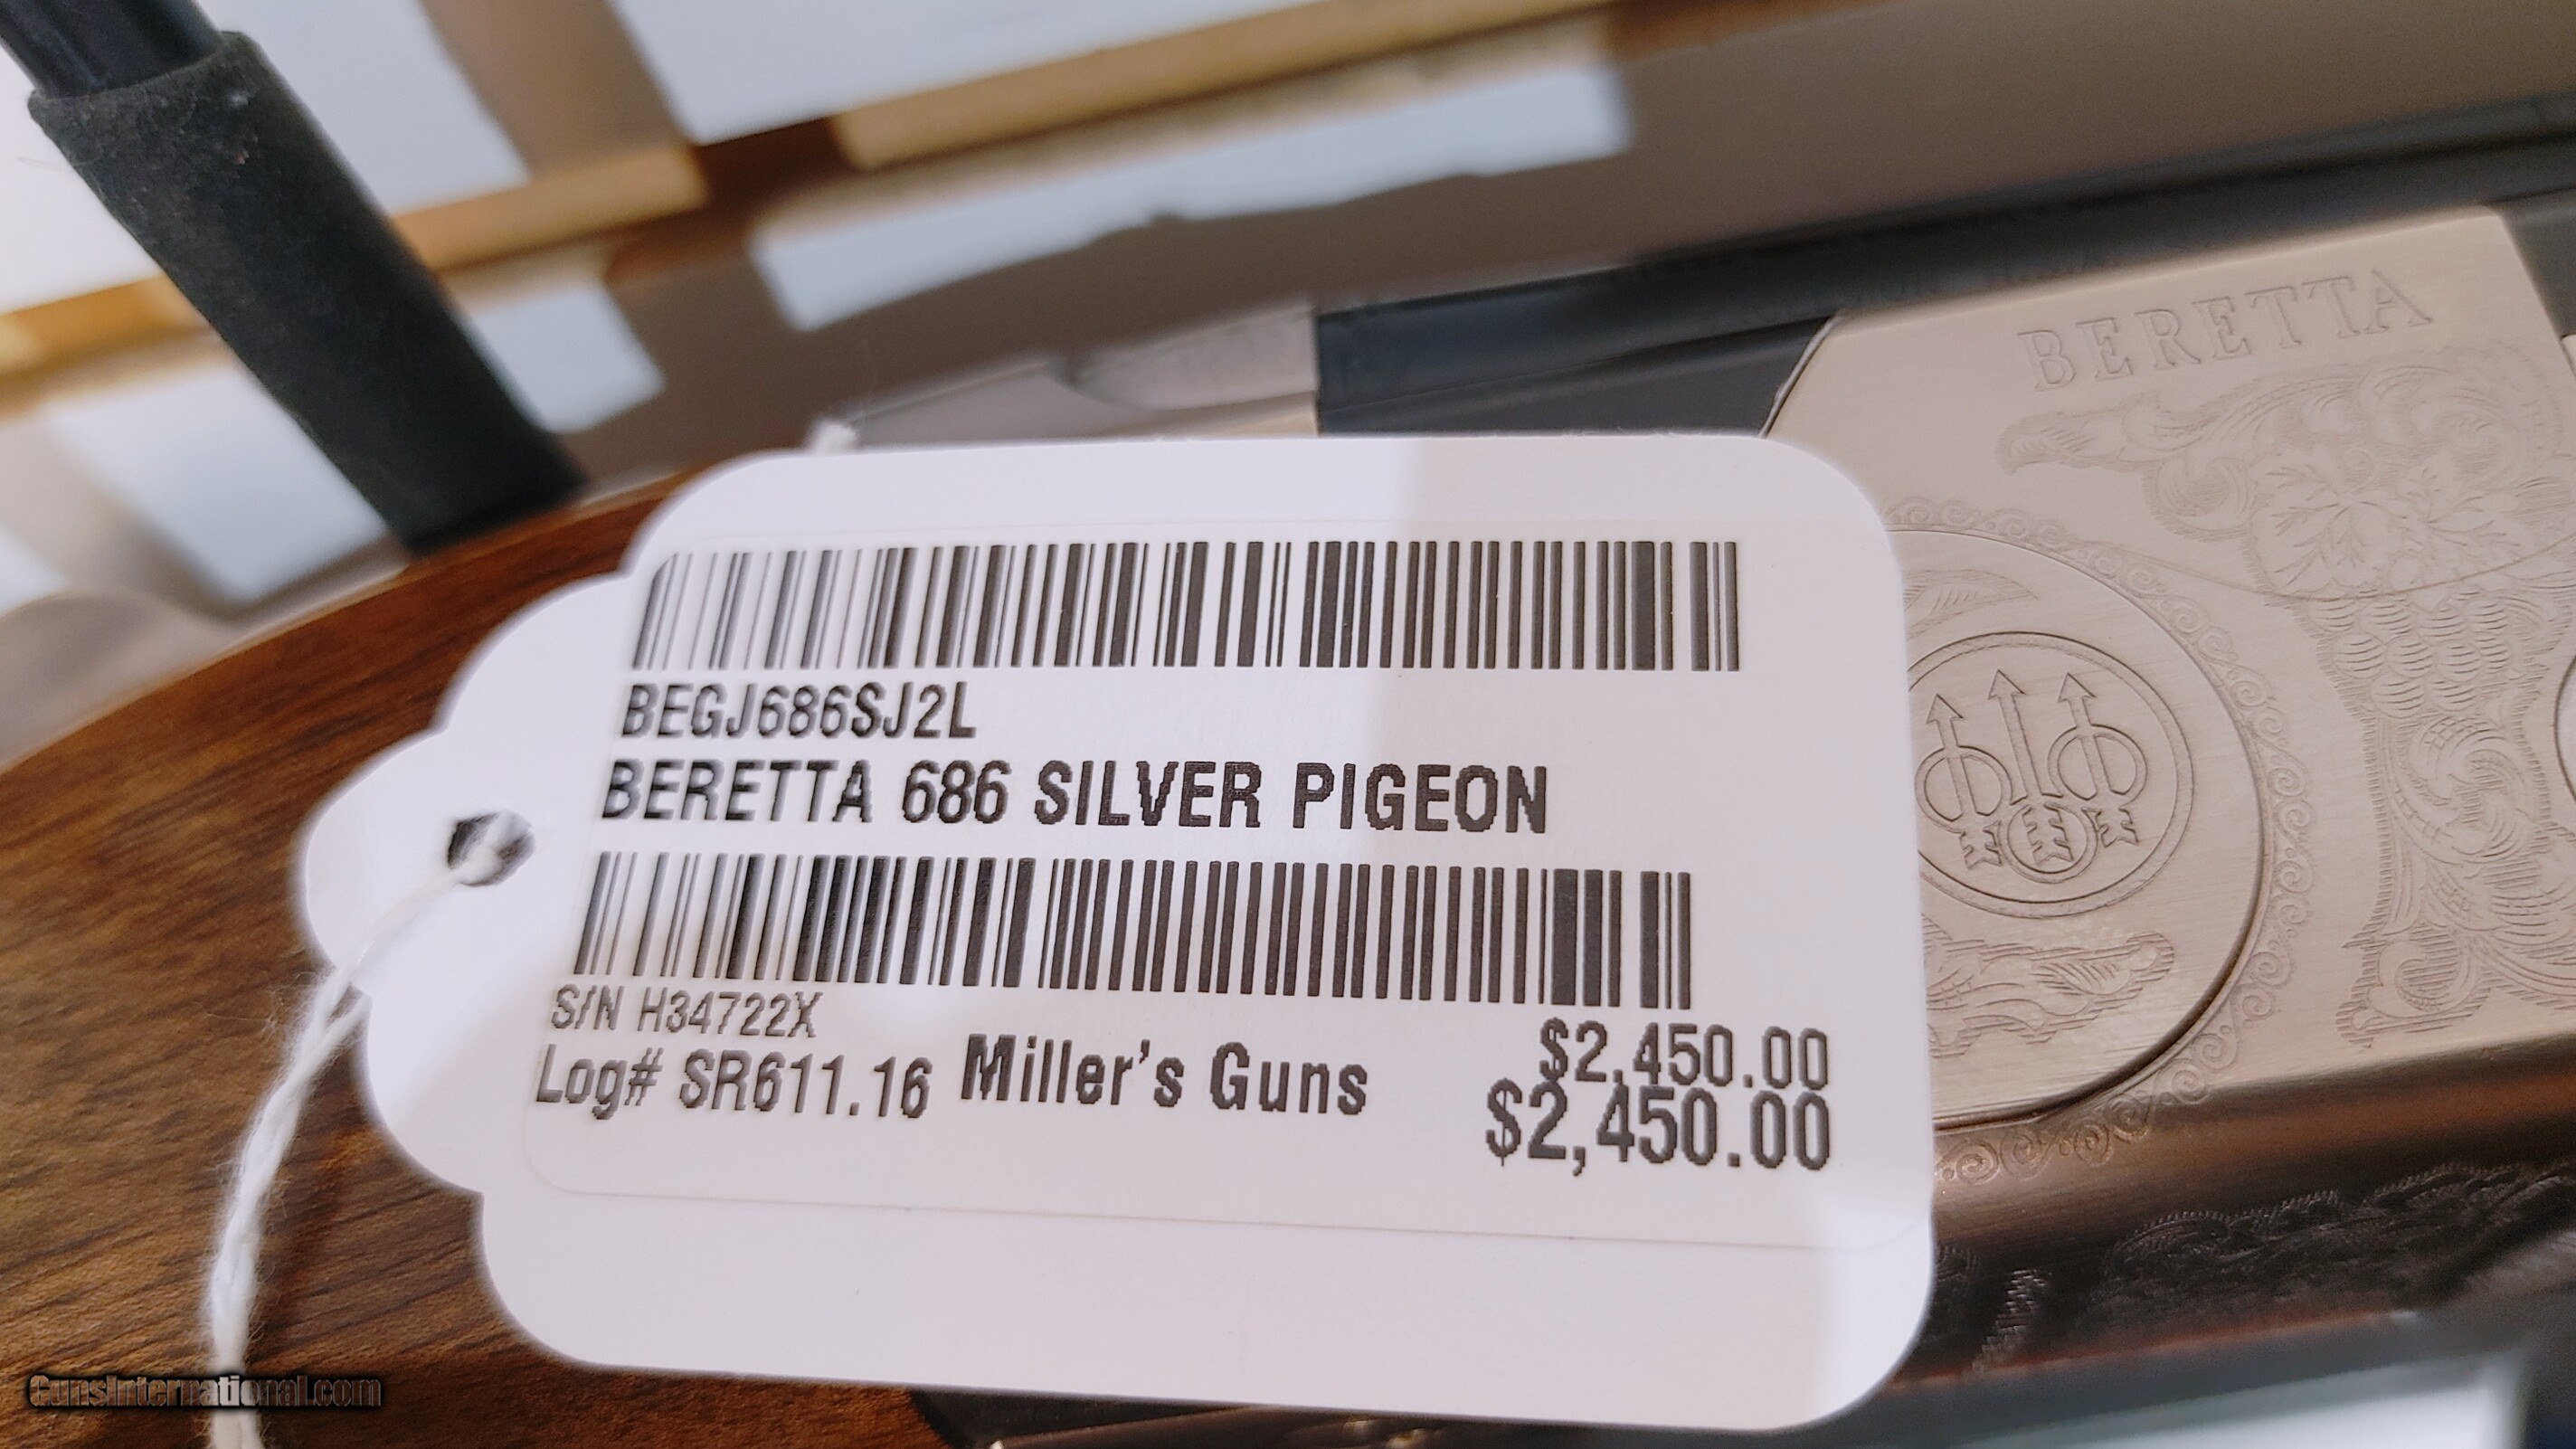 BERETTA
BEGJ686SJ2L
BERETTA 686 SILVER PIGEON
S/N H34722X
$2,450.00
Log# SR611.16 Miller's Guns
$2,450.00
GunsInternational.com